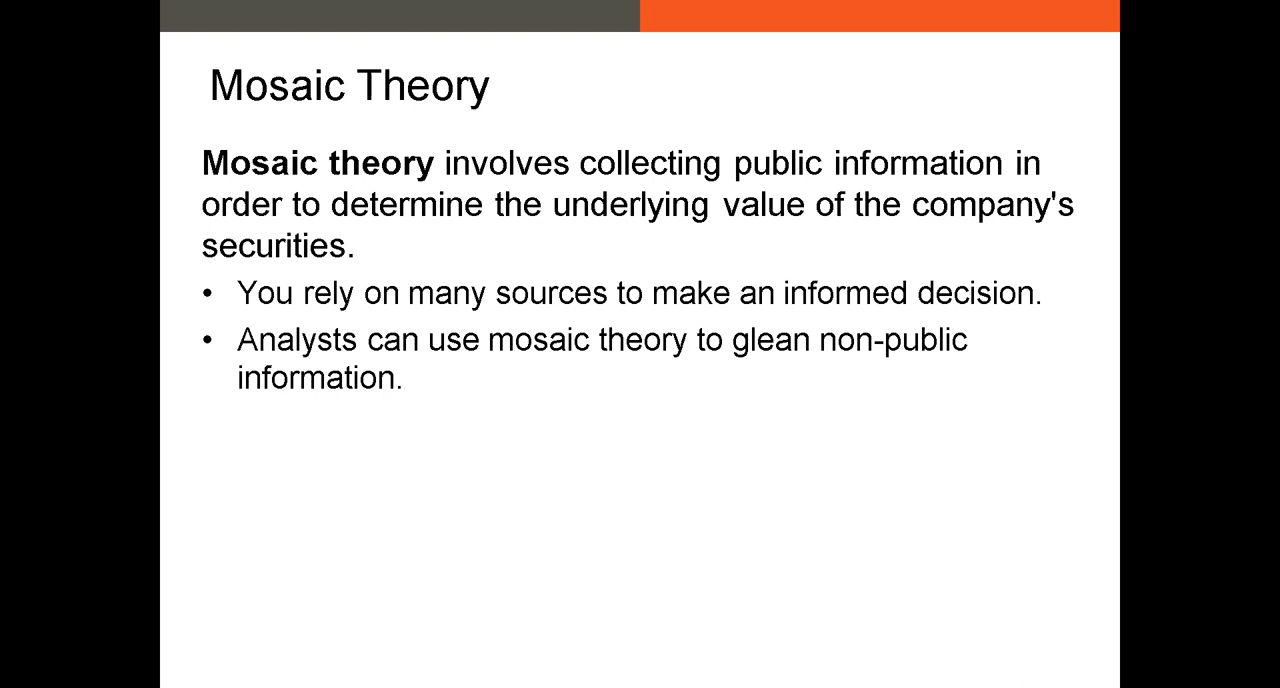 Mosaic Theory
Mosaic theory involves collecting public information in
order to determine the underlying value of the company's
securities.
• You rely on many sources to make an informed decision.
• Analysts can use mosaic theory to glean non-public
information.